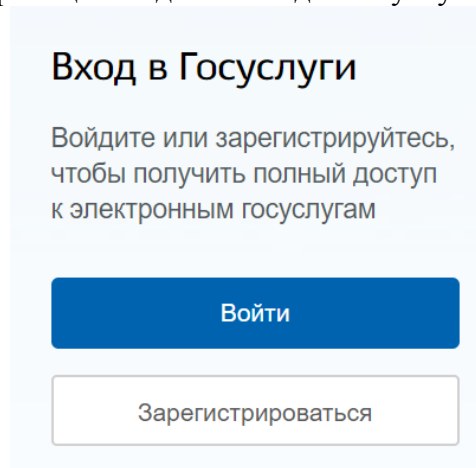 Вход в Госуслуги
Войдите или зарегистрируйтесь,
чтобы получить полный доступ
к электронным госуслугам
Войти
Зарегистрироваться